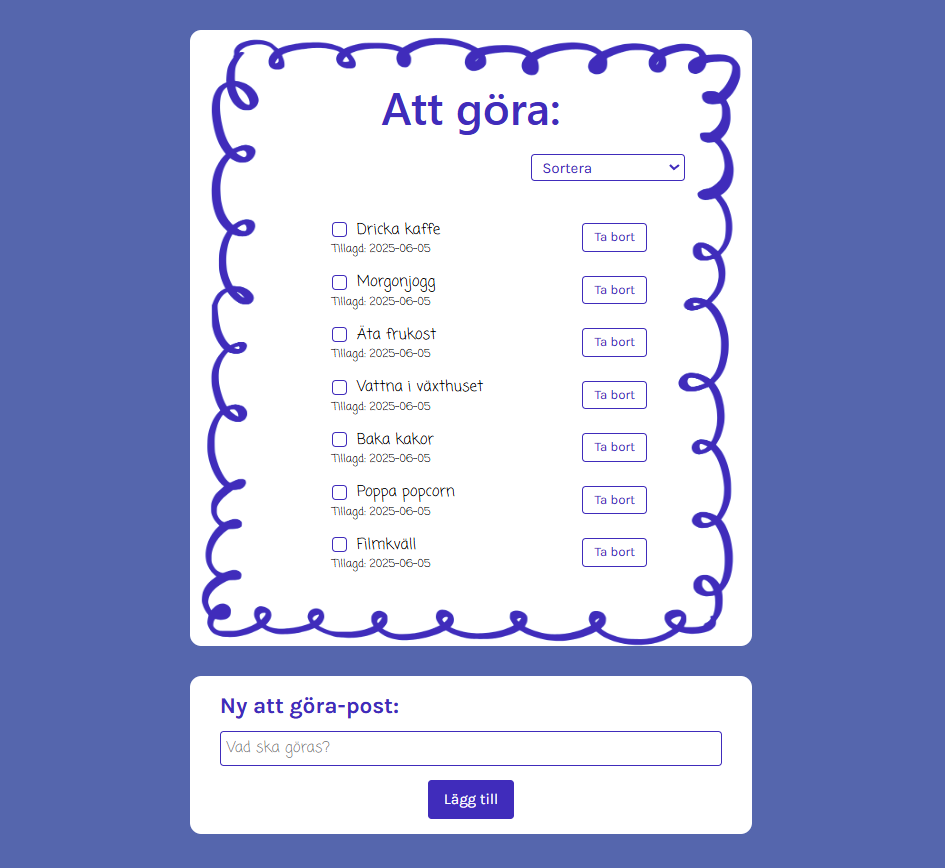 Att göra:
Sortera
Dricka kaffe
Ta bort
Tillagd: 2025-06-05
Morgonjogg
Ta bort
Tillagd: 2025-06-05
Äta frukost
Ta bort
Tillagd: 2025-06-05
Vattna i växthuset
Ta bort
Tillagd: 2025-06-05
Baka kakor
Ta bort
Tillagd: 2025-06-05
Poppa popcorn
Ta bort
Tillagd: 2025-06-05
Filmkväll
Ta bort
Tillagd: 2025-06-05
Ny att göra-post:
Vad ska göras?
Lägg till